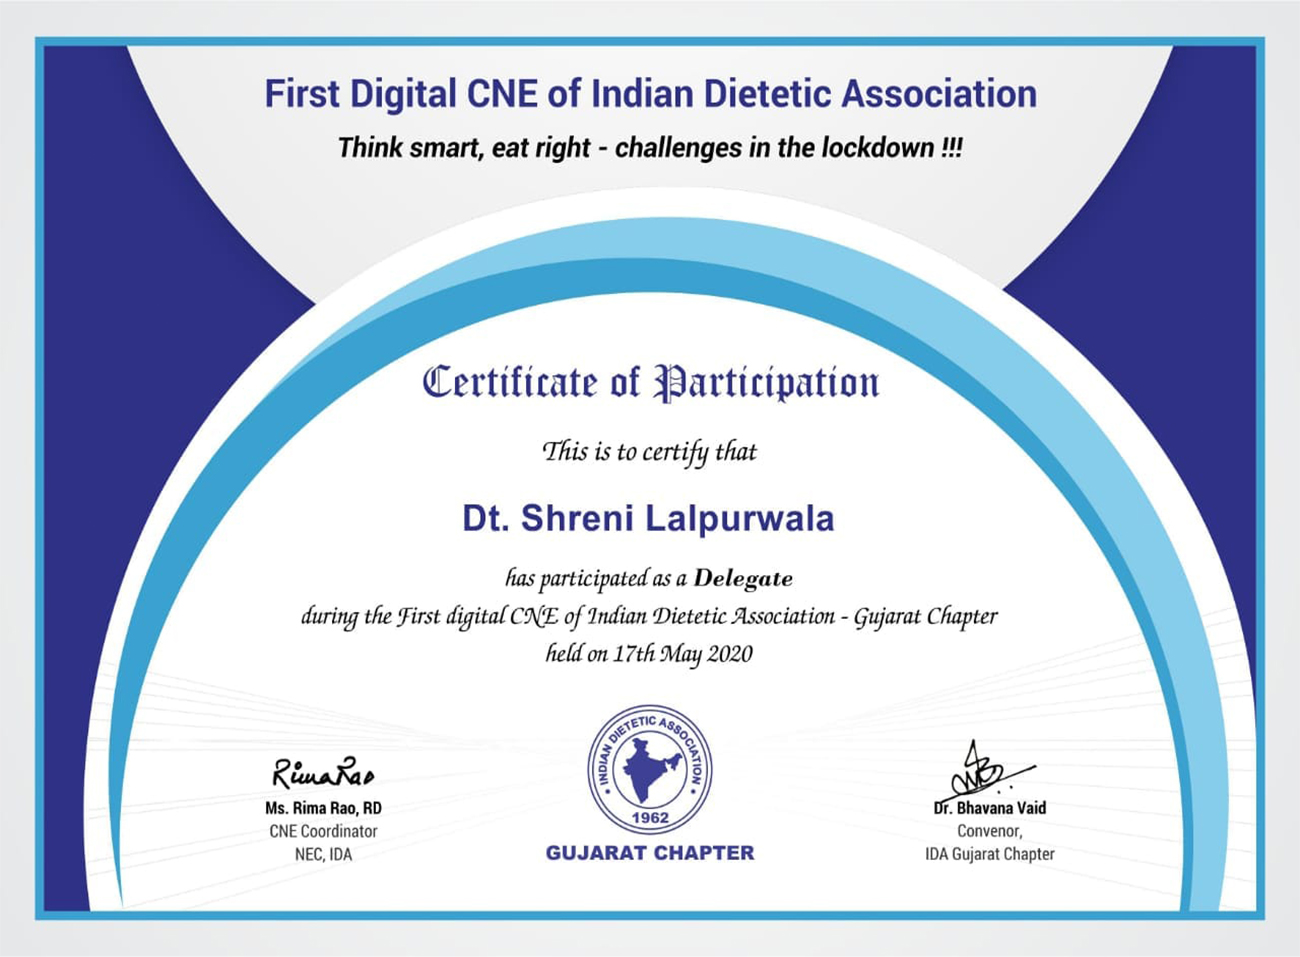 First Digital CNE of Indian Dietetic Association
Think smart, eat right - challenges in the lockdown !!!
Certificate of Participation
This is to certify that
Dt. Shreni Lalpurwala
has participated as a Delegate
during the First digital CNE of Indian Dietetic Association - Gujarat Chapter
held on 17th May 2020
Rima Rao
Ms. Rima Rao, RD
CNE Coordinator
NEC, IDA
INDIAN DIETETIC ASSOCIATION
1962
GUJARAT CHAPTER
Dr. Bhavana Vaid
Convenor,
IDA Gujarat Chapter